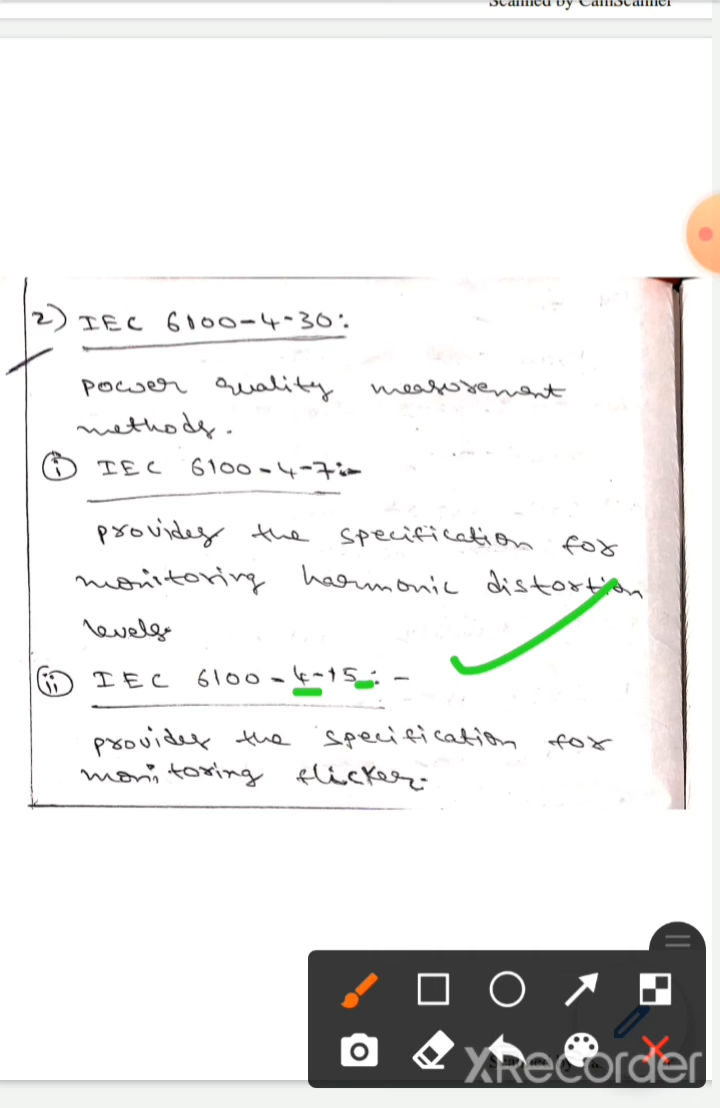 Scanned by CamScanner
2) IEC 6100-4-30:
power quality measurement
methods.
i IEC 6100-4-7:-
provides the specification for
monitoring harmonic distortion
levels
ii IEC 6100-4-15:-
provides the specification for
monitoring flicker.
XRecorder